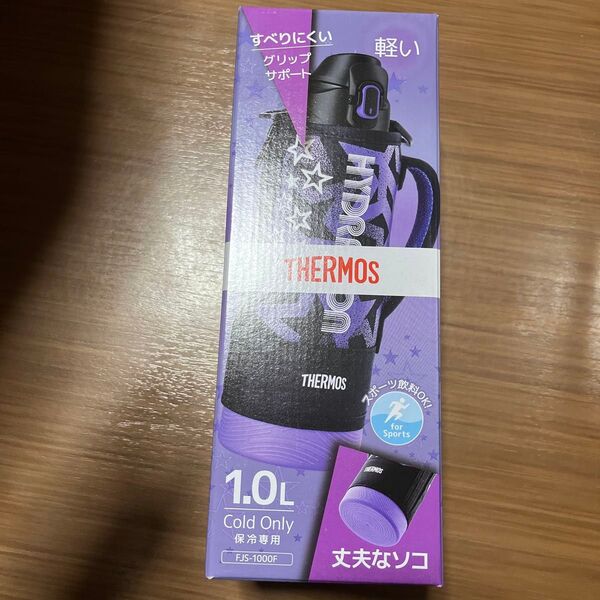 すべりにくい
グリップ
サポート
軽い
THERMOS
THERMOS
スポーツ飲料OK!
for
Sports
1.0L
Cold Only
保冷専用
FJS-1000F
THERMOS
丈夫なソコ